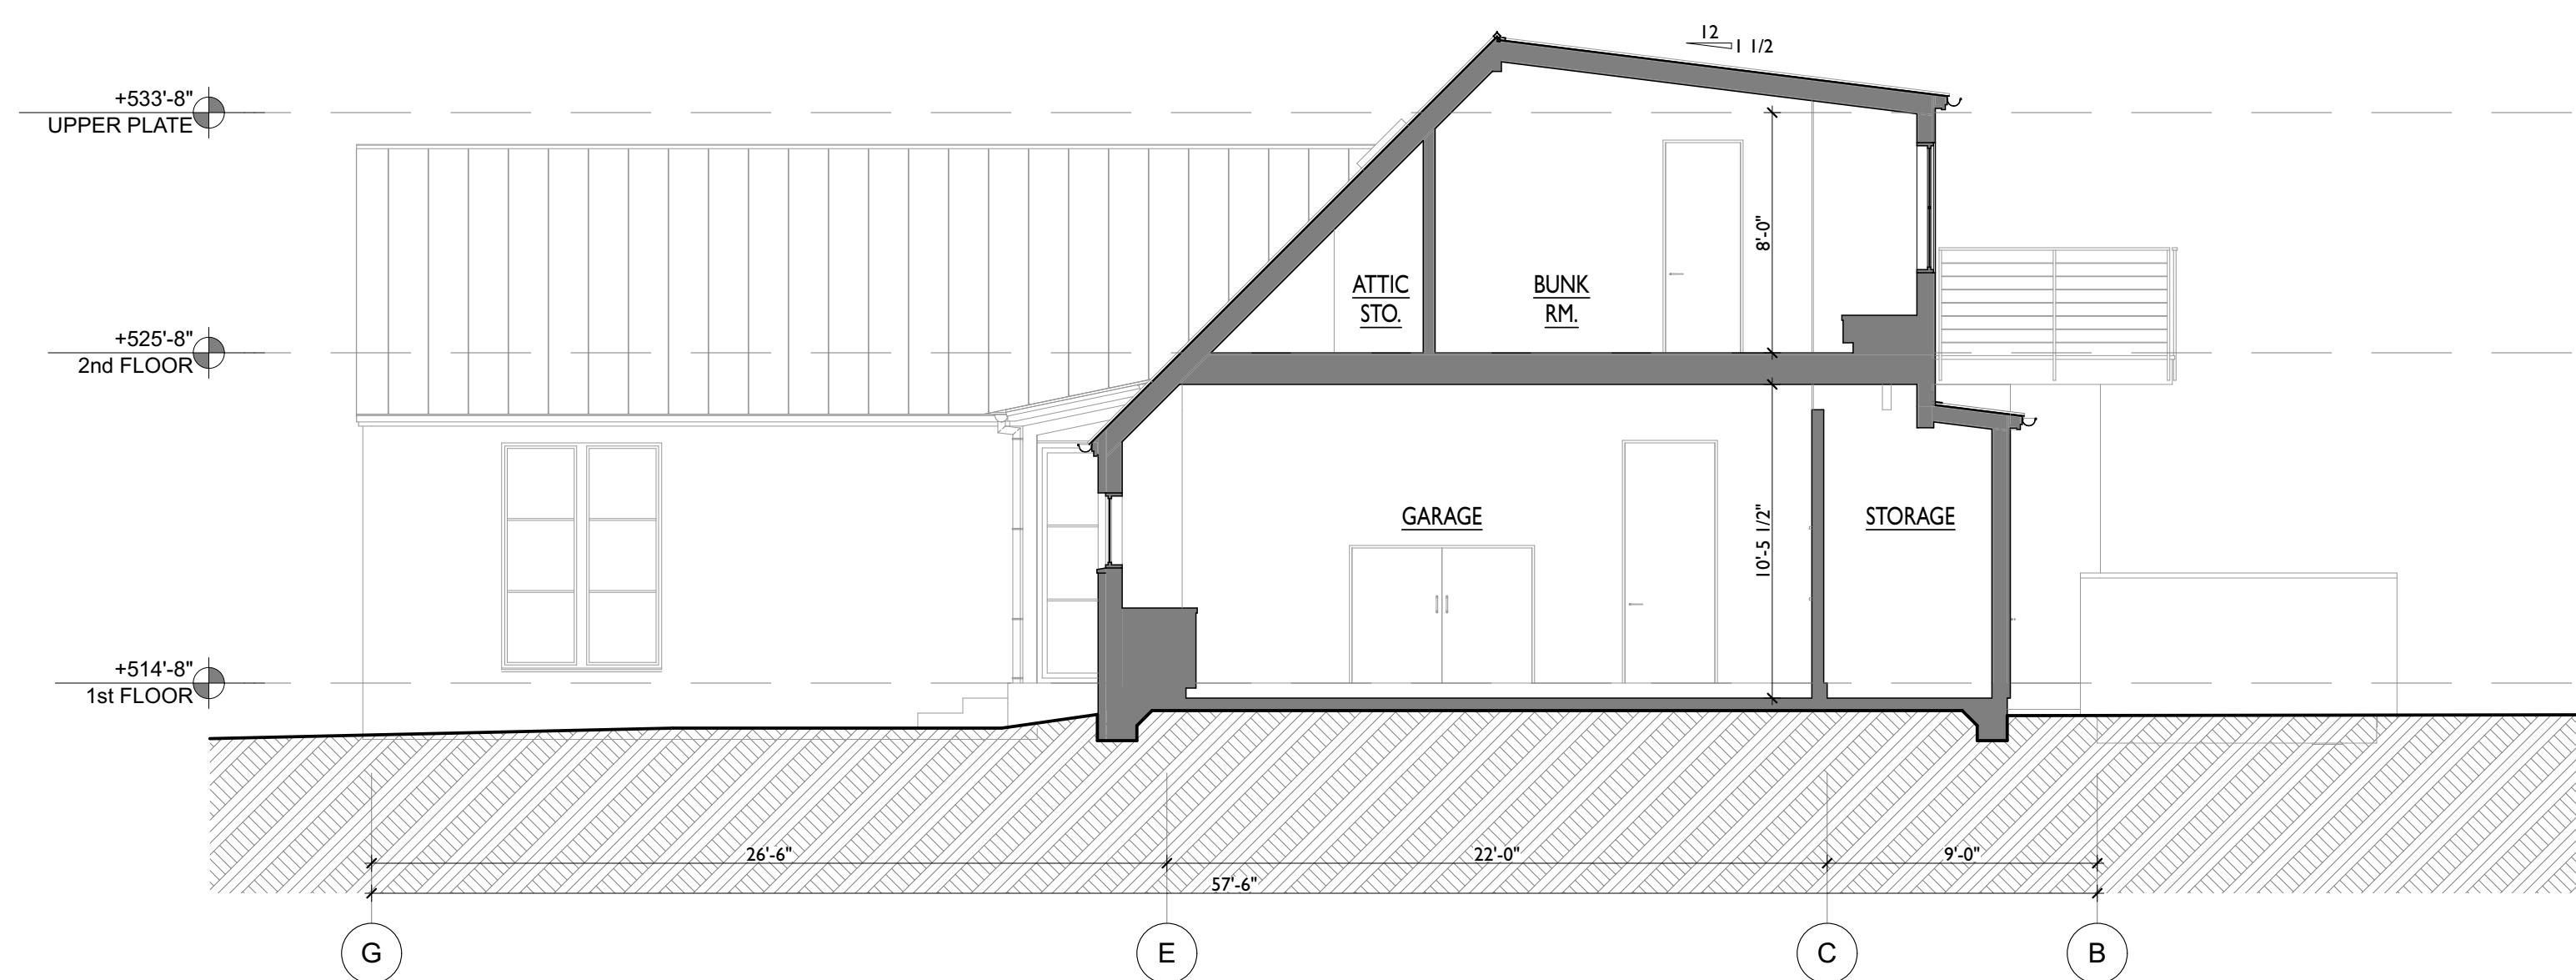 12
1 1/2
+533'-8"
UPPER PLATE
8'-0"
ATTIC
STO.
BUNK
RM.
+525'-8"
2nd FLOOR
GARAGE
10'-5 1/2"
STORAGE
+514'-8"
1st FLOOR
26'-6"
22'-0"
9'-0"
57'-6"
G
E
C
B